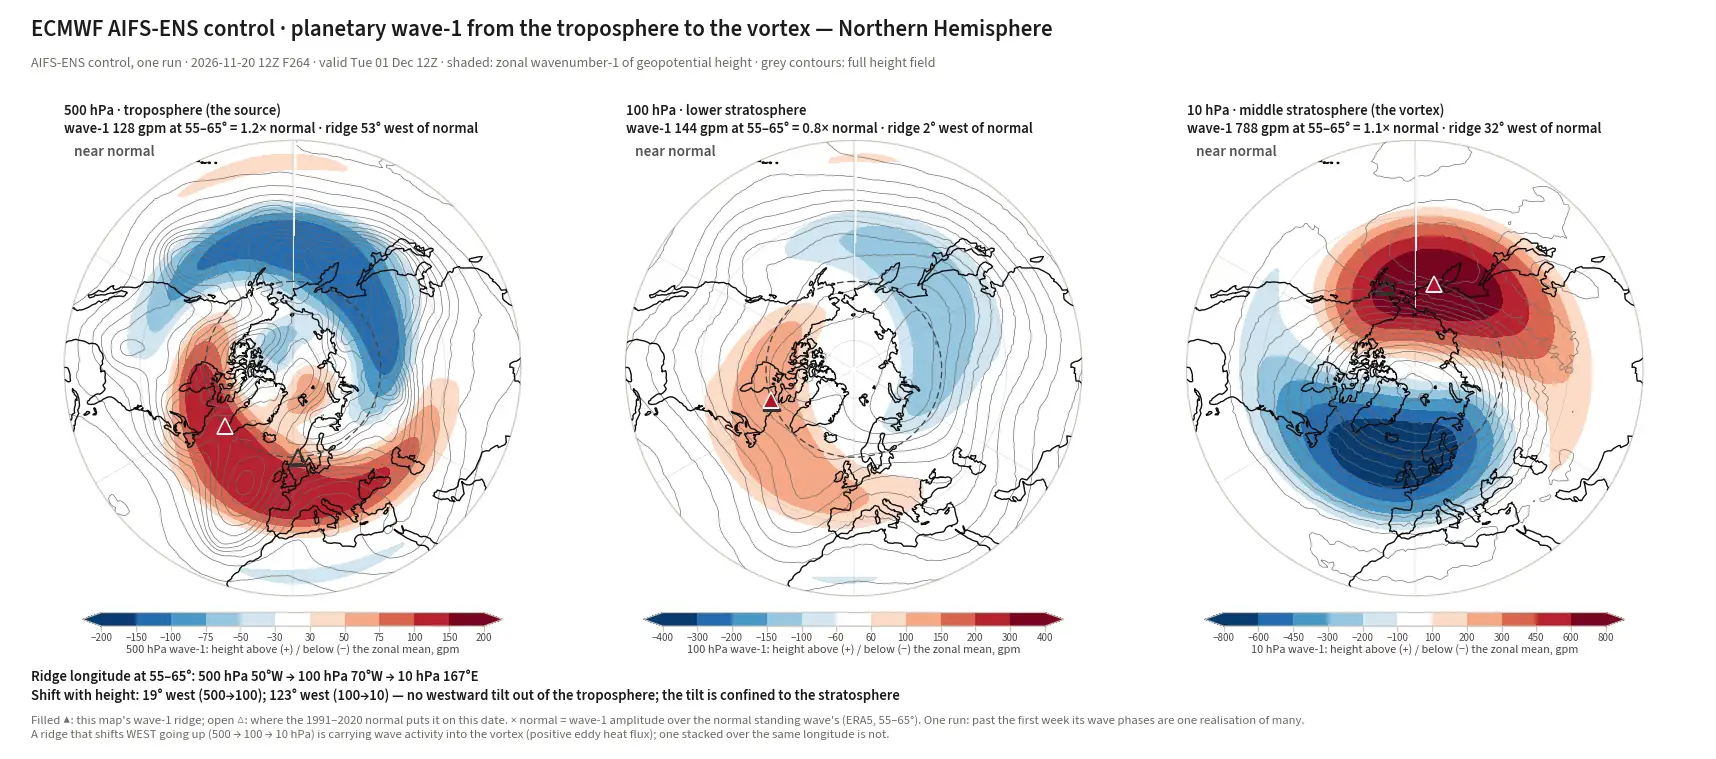 ECMWF AIFS-ENS control · planetary wave-1 from the troposphere to the vortex — Northern Hemisphere
AIFS-ENS control, one run · 2026-11-20 12Z F264 · valid Tue 01 Dec 12Z · shaded: zonal wavenumber-1 of geopotential height · grey contours: full height field
500 hPa · troposphere (the source)
wave-1 128 gpm at 55–65° = 1.2× normal · ridge 53° west of normal
near normal
100 hPa · lower stratosphere
wave-1 144 gpm at 55–65° = 0.8× normal · ridge 2° west of normal
near normal
10 hPa · middle stratosphere (the vortex)
wave-1 788 gpm at 55–65° = 1.1× normal · ridge 32° west of normal
near normal
−200 −150 −100 −75 −50 −30 30 50 75 100 150 200
500 hPa wave-1: height above (+) / below (−) the zonal mean, gpm
−400 −300 −200 −150 −100 −60 60 100 150 200 300 400
100 hPa wave-1: height above (+) / below (−) the zonal mean, gpm
−800 −600 −450 −300 −200 −100 100 200 300 450 600 800
10 hPa wave-1: height above (+) / below (−) the zonal mean, gpm
Ridge longitude at 55–65°: 500 hPa 50°W → 100 hPa 70°W → 10 hPa 167°E
Shift with height: 19° west (500→100); 123° west (100→10) — no westward tilt out of the troposphere; the tilt is confined to the stratosphere
Filled ▲: this map's wave-1 ridge; open △: where the 1991–2020 normal puts it on this date. × normal = wave-1 amplitude over the normal standing wave's (ERA5, 55–65°). One run: past the first week its wave phases are one realisation of many.
A ridge that shifts WEST going up (500 → 100 → 10 hPa) is carrying wave activity into the vortex (positive eddy heat flux); one stacked over the same longitude is not.